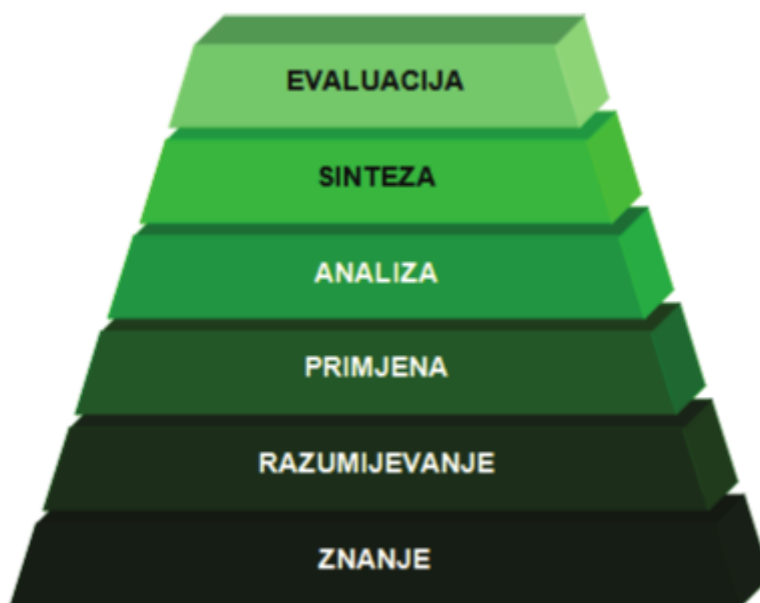 EVALUACIJA
SINTEZA
ANALIZA
PRIMJENA
RAZUMIJEVANJE
ZNANJE